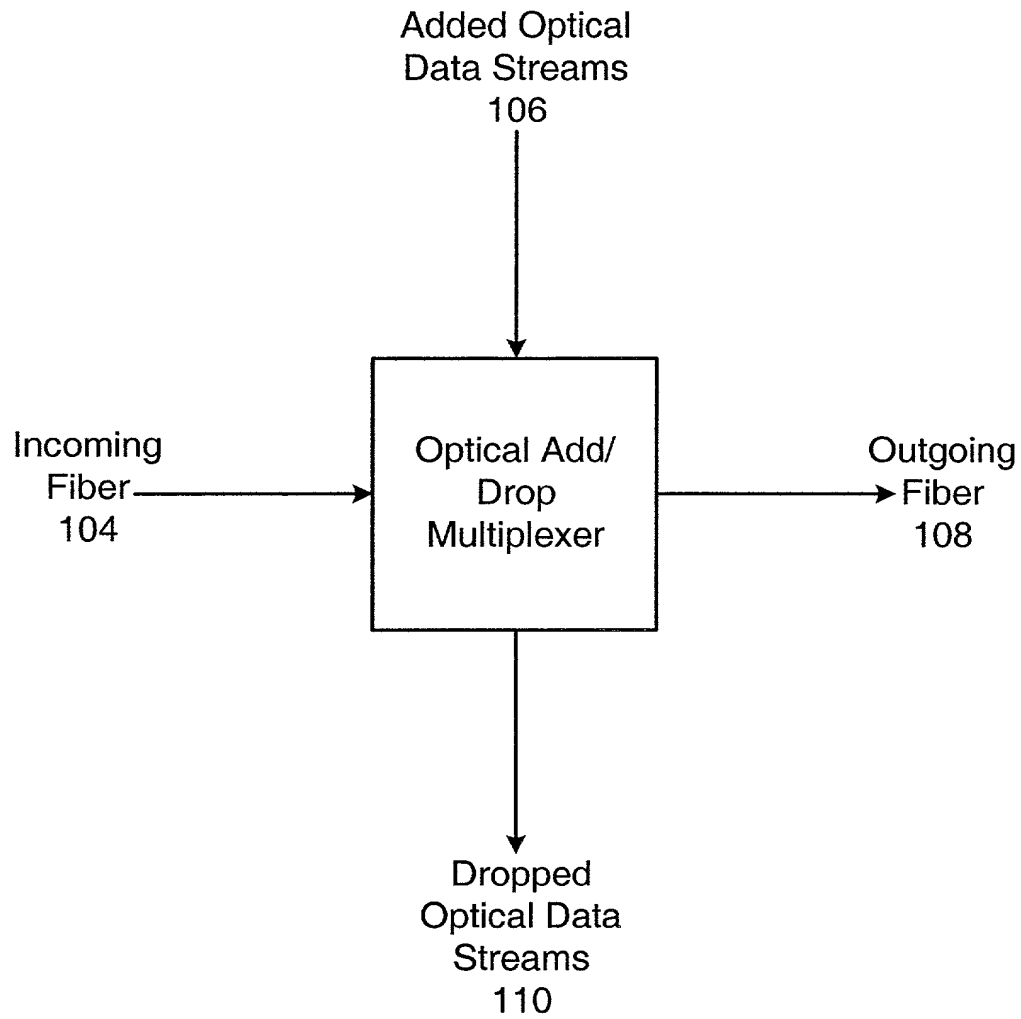 Added Optical
Data Streams
106
Incoming
Fiber
104
Optical Add/
Drop
Multiplexer
Outgoing
Fiber
108
Dropped
Optical Data
Streams
110